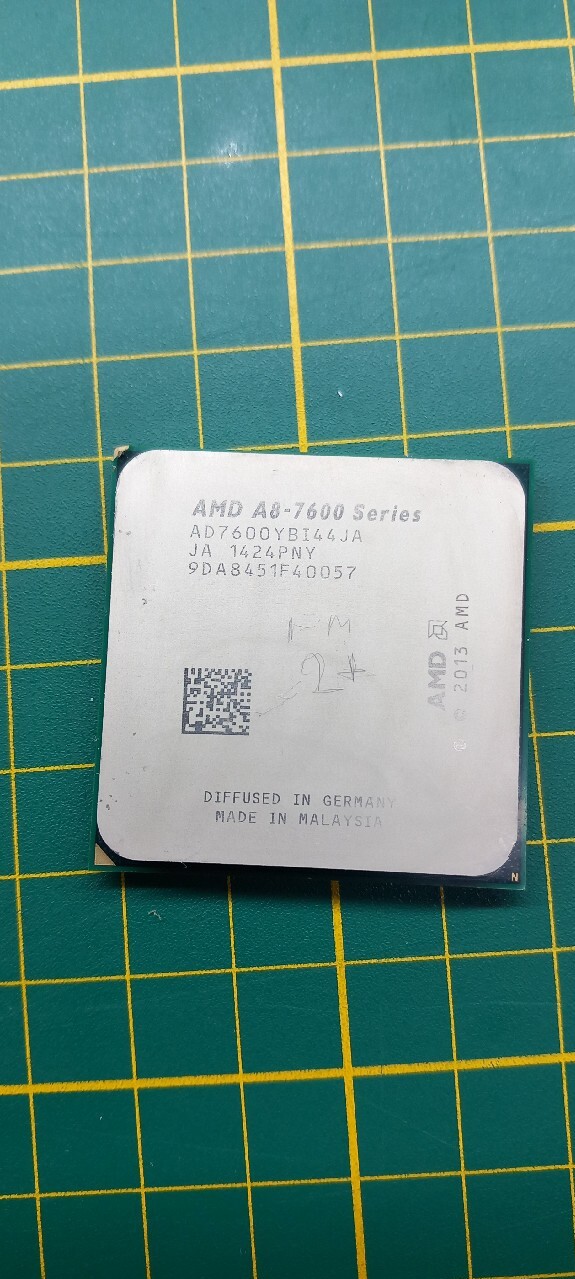 AMD A8-7600 Series
AD7600YBI44JA
JA 1424PNY
9DA8451F40057
FM
2+
AMD
© 2013 AMD
DIFFUSED IN GERMANY
MADE IN MALAYSIA
N